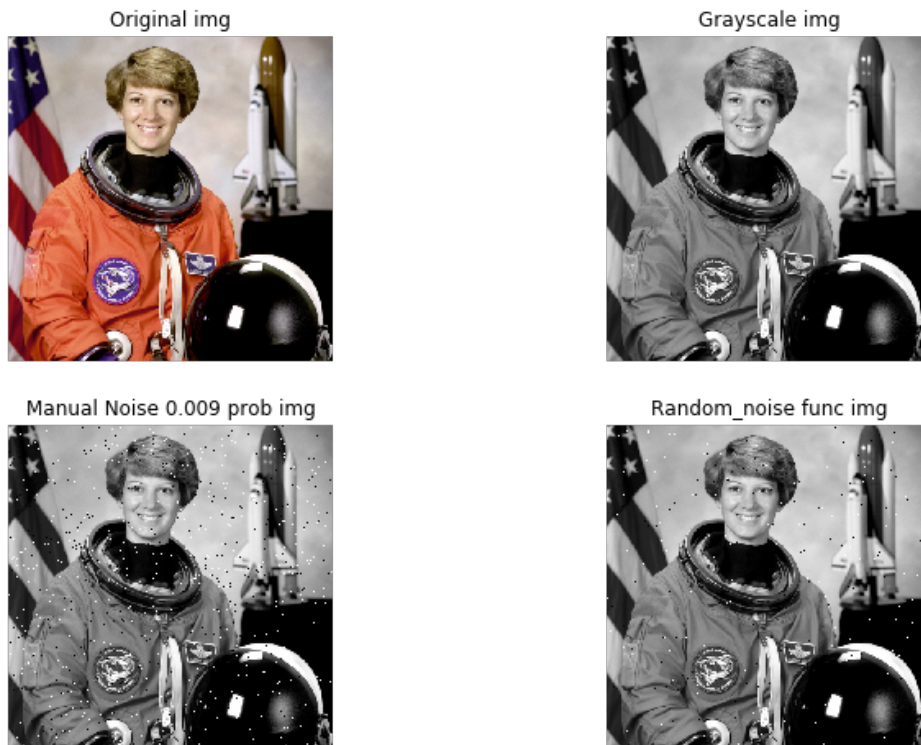 Original img
Grayscale img
Manual Noise 0.009 prob img
Random_noise func img